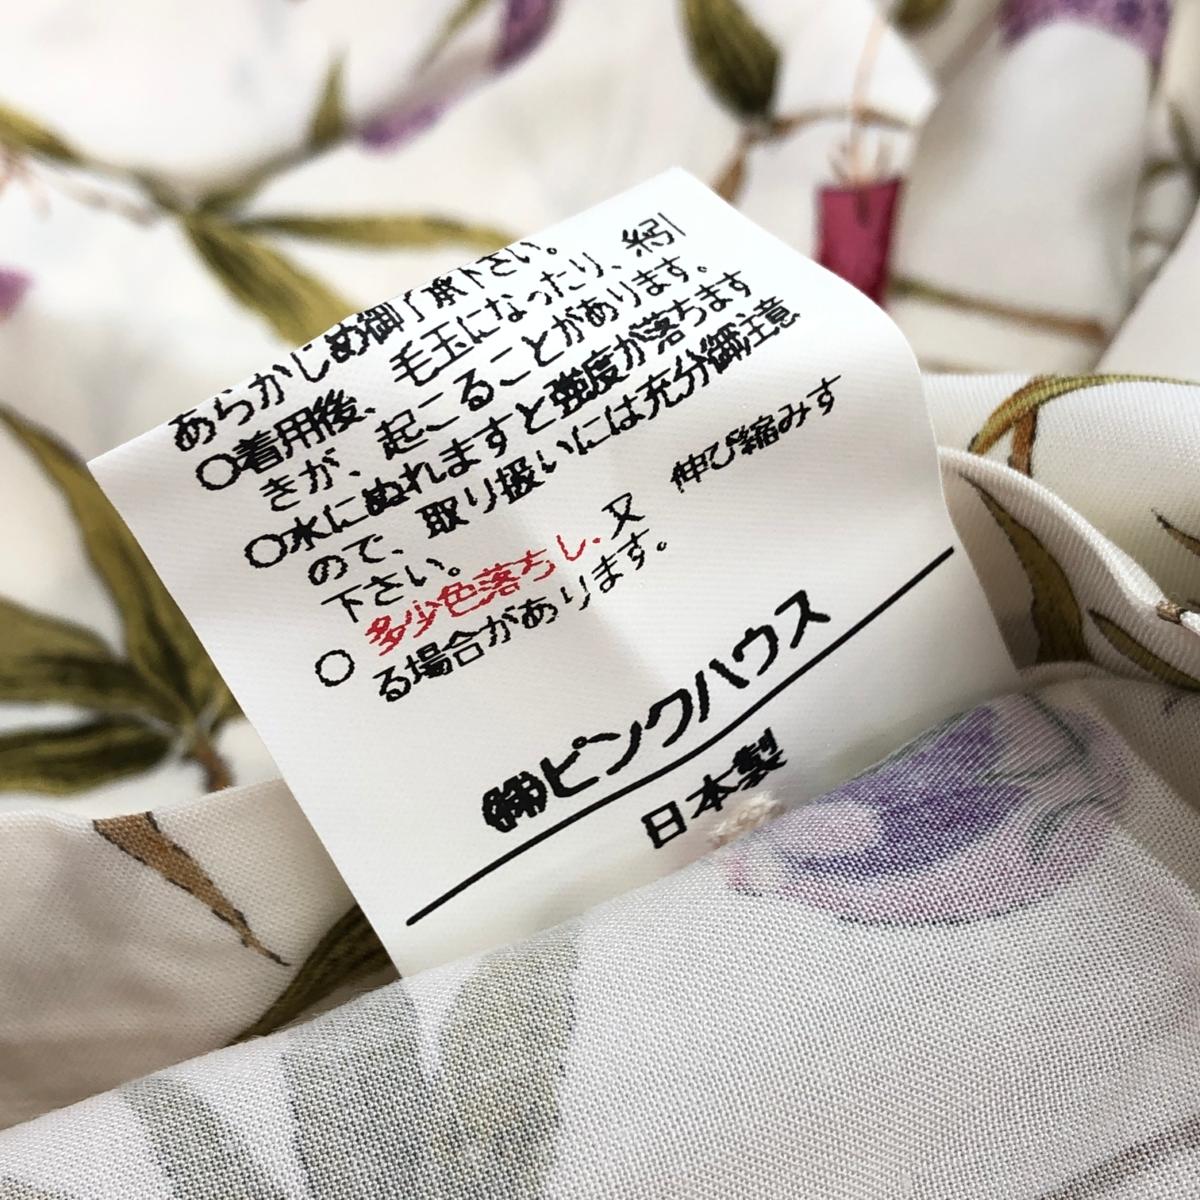 あらかじめ御了承下さい。
○着用後、毛玉になったり、糸引
きが、起こることがあります。
○水にぬれますと強度が落ちます
ので、取り扱いには充分御注意
下さい。
○多少色落ちし、又 伸び縮みす
る場合があります。
㈱ピンクハウス
日本製